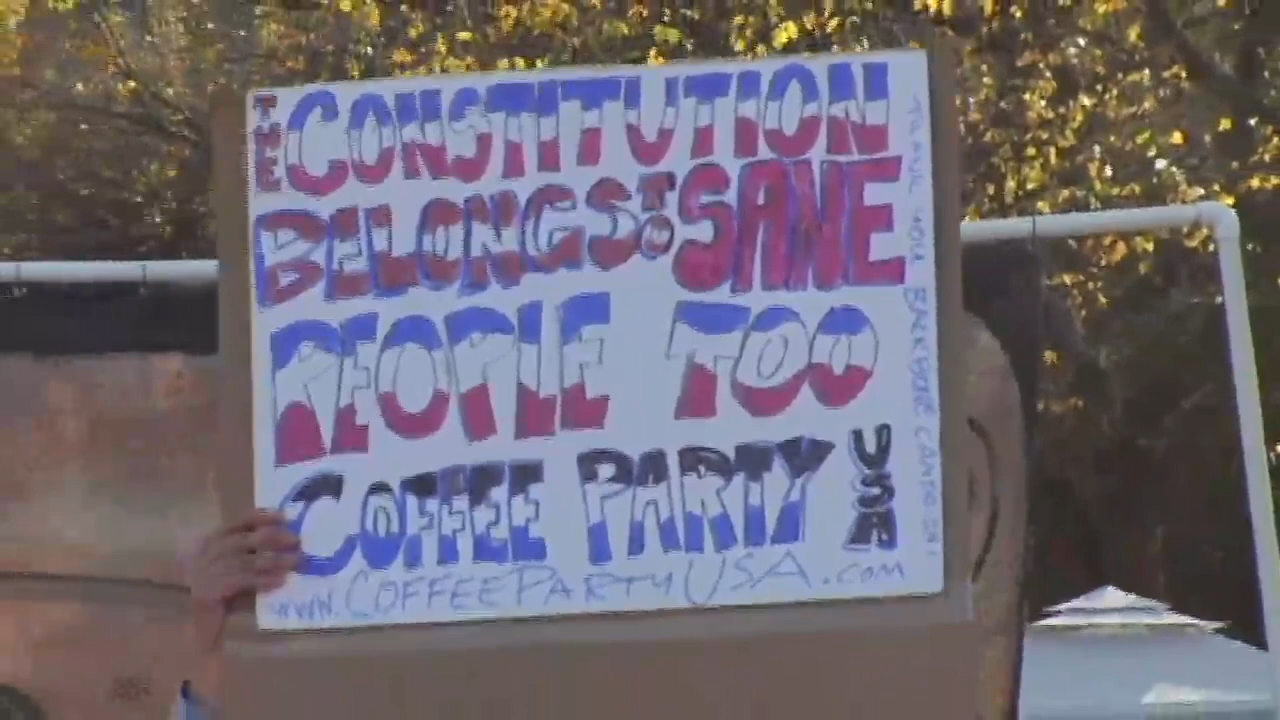 THE CONSTITUTION
BELONGS TO SANE
PEOPLE TOO
COFFEE PARTY USA
WWW.COFFEEPARTYUSA.COM